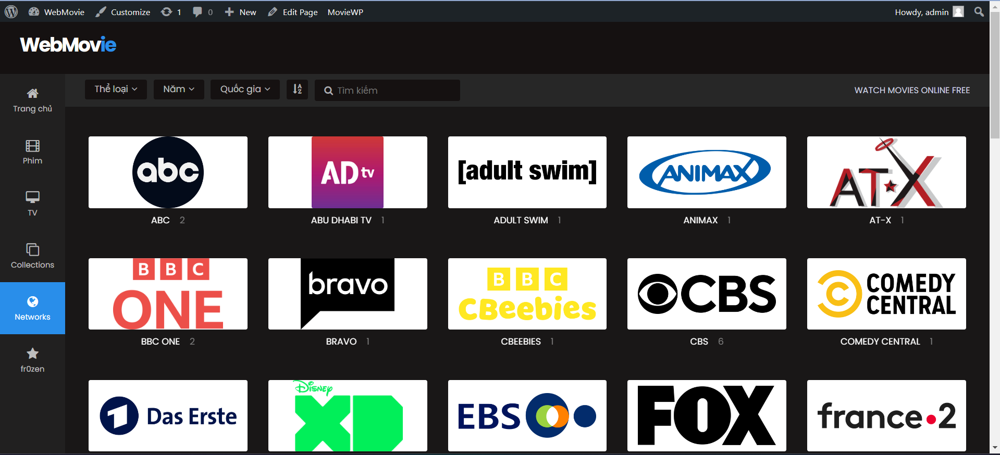 WebMovie Customize 1 0 New Edit Page MovieWP Howdy, admin
WebMovie
Thể loại Năm Quốc gia AZ Tìm kiếm WATCH MOVIES ONLINE FREE
Trang chủ
Phim
TV
Collections
Networks
fr0zen
abc
AD tv
[adult swim]
ANIMAX
AT-X
ABC 2
ABU DHABI TV 1
ADULT SWIM 1
ANIMAX 1
AT-X 1
BBC
ONE
bravo
BBC
CBeebies
CBS
COMEDY
CENTRAL
BBC ONE 2
BRAVO 1
CBEEBIES 1
CBS 6
COMEDY CENTRAL 1
1 Das Erste
DISNEY
XD
EBS
FOX
france•2